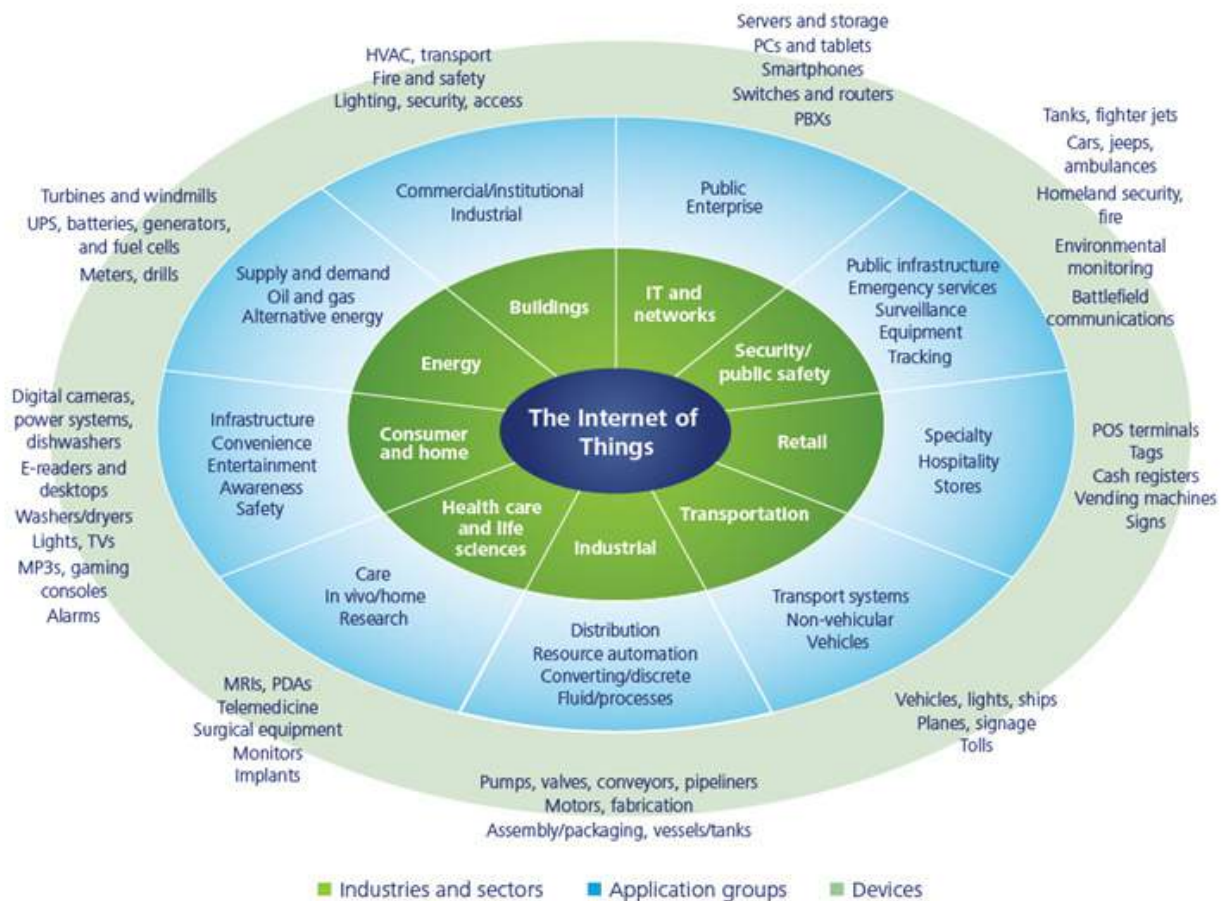 Servers and storage
PCs and tablets
Smartphones
Switches and routers
PBXs
HVAC, transport
Fire and safety
Lighting, security, access
Tanks, fighter jets
Cars, jeeps,
ambulances
Homeland security,
fire
Environmental
monitoring
Battlefield
communications
Turbines and windmills
UPS, batteries, generators,
and fuel cells
Meters, drills
Commercial/institutional
Industrial
Public
Enterprise
Supply and demand
Oil and gas
Alternative energy
Public infrastructure
Emergency services
Surveillance
Equipment
Tracking
Buildings
IT and
networks
Energy
Security/
public safety
The Internet of
Things
Digital cameras,
power systems,
dishwashers
E-readers and
desktops
Washers/dryers
Lights, TVs
MP3s, gaming
consoles
Alarms
Infrastructure
Convenience
Entertainment
Awareness
Safety
Consumer
and home
Retail
Specialty
Hospitality
Stores
POS terminals
Tags
Cash registers
Vending machines
Signs
Health care
and life
sciences
Industrial
Transportation
Care
In vivo/home
Research
Distribution
Resource automation
Converting/discrete
Fluid/processes
Transport systems
Non-vehicular
Vehicles
MRIs, PDAs
Telemedicine
Surgical equipment
Monitors
Implants
Pumps, valves, conveyors, pipeliners
Motors, fabrication
Assembly/packaging, vessels/tanks
Vehicles, lights, ships
Planes, signage
Tolls
Industries and sectors
Application groups
Devices